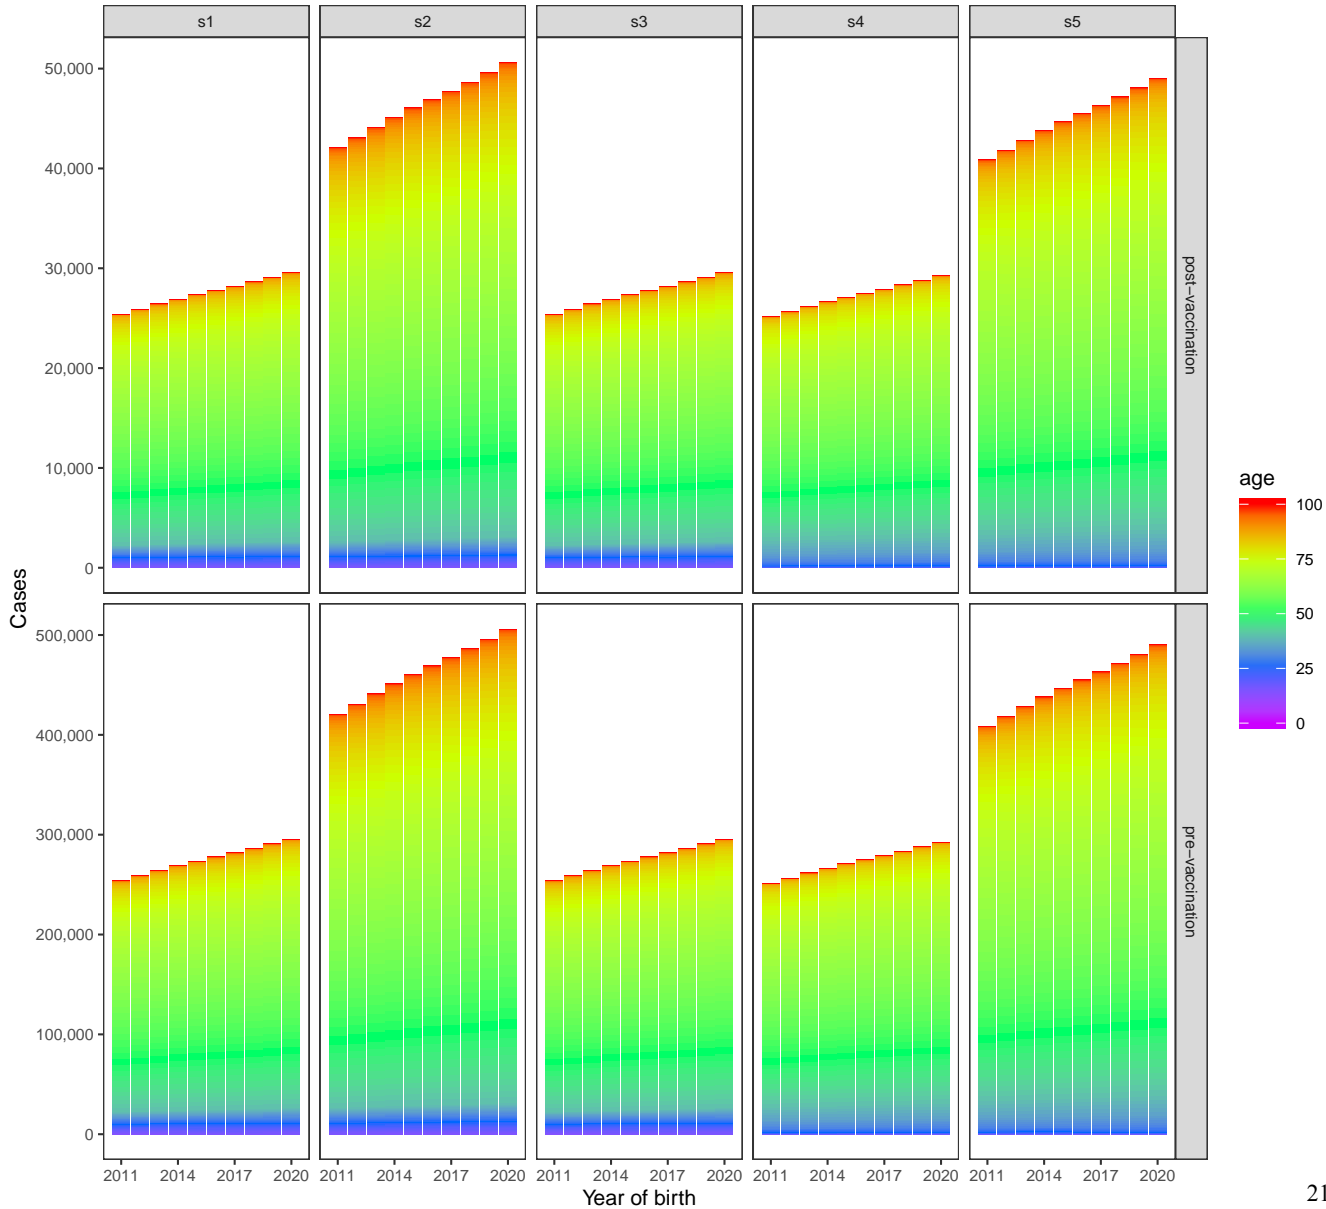 s1 s2 s3 s4 s5
50,000
40,000
30,000
20,000
10,000
0
post−vaccination
500,000
400,000
300,000
200,000
100,000
0
pre−vaccination
2011 2014 2017 2020 2011 2014 2017 2020 2011 2014 2017 2020 2011 2014 2017 2020 2011 2014 2017 2020
Year of birth
Cases
age
100
75
50
25
0
21